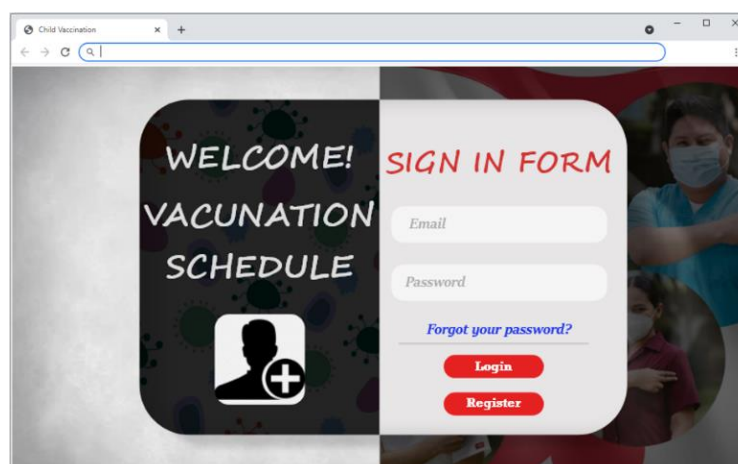 Child Vaccination
WELCOME!
VACUNATION
SCHEDULE
SIGN IN FORM
Email
Password
Forgot your password?
Login
Register